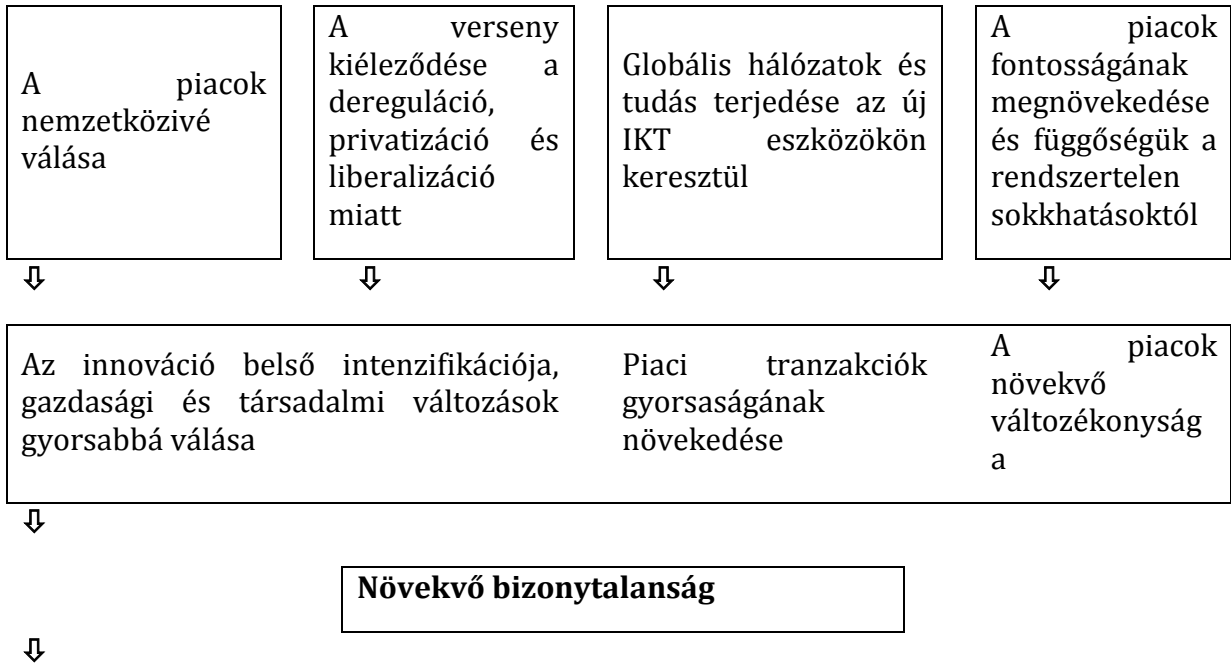 A piacok
nemzetközivé
válása
A verseny
kiéleződése a
dereguláció,
privatizáció és
liberalizáció
miatt
Globális hálózatok és
tudás terjedése az új
IKT eszközökön
keresztül
A piacok
fontosságának
megnövekedése
és függőségük a
rendszertelen
sokkhatásoktól
⇩ ⇩ ⇩ ⇩
Az innováció belső intenzifikációja,
gazdasági és társadalmi változások
gyorsabbá válása
Piaci tranzakciók
gyorsaságának
növekedése
A piacok
növekvő
változékonyság
a
⇩
Növekvő bizonytalanság
⇩